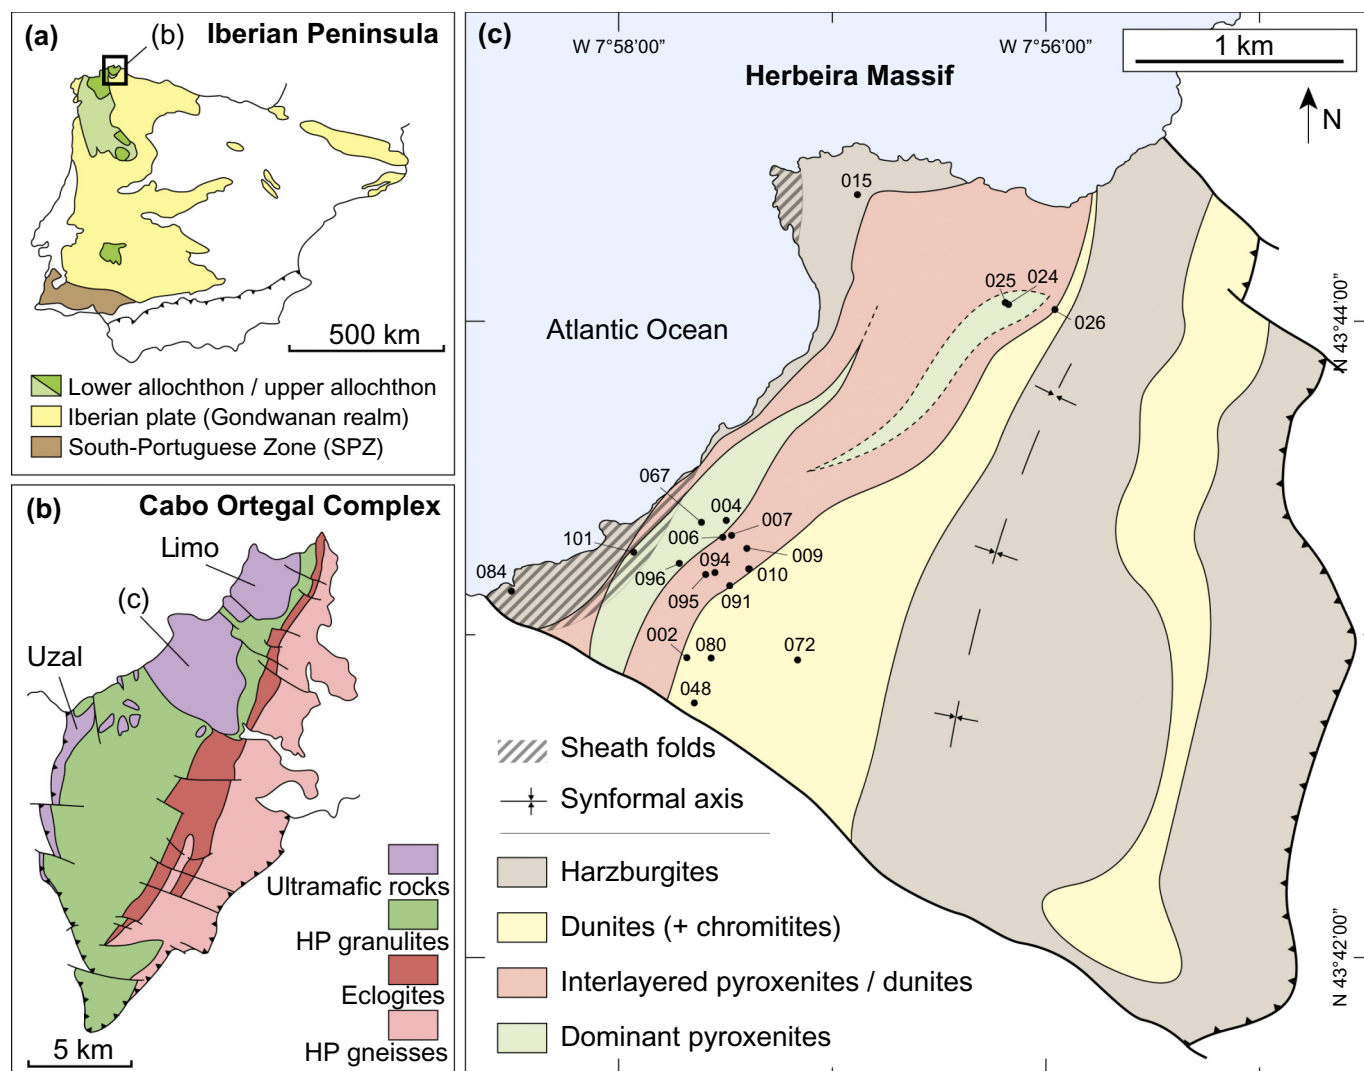 (a)
(b)
Iberian Peninsula
500 km
Lower allochthon / upper allochthon
Iberian plate (Gondwanan realm)
South-Portuguese Zone (SPZ)
(b)
Cabo Ortegal Complex
Limo
(c)
Uzal
Ultramafic rocks
HP granulites
Eclogites
HP gneisses
5 km
(c)
W 7°58’00”
W 7°56’00”
1 km
Herbeira Massif
N
015
025
024
026
N 43°44’00”
Atlantic Ocean
067
004
007
006
101
009
094
096
010
084
095
091
002
080
072
048
Sheath folds
Synformal axis
Harzburgites
Dunites (+ chromitites)
Interlayered pyroxenites / dunites
Dominant pyroxenites
N 43°42’00”